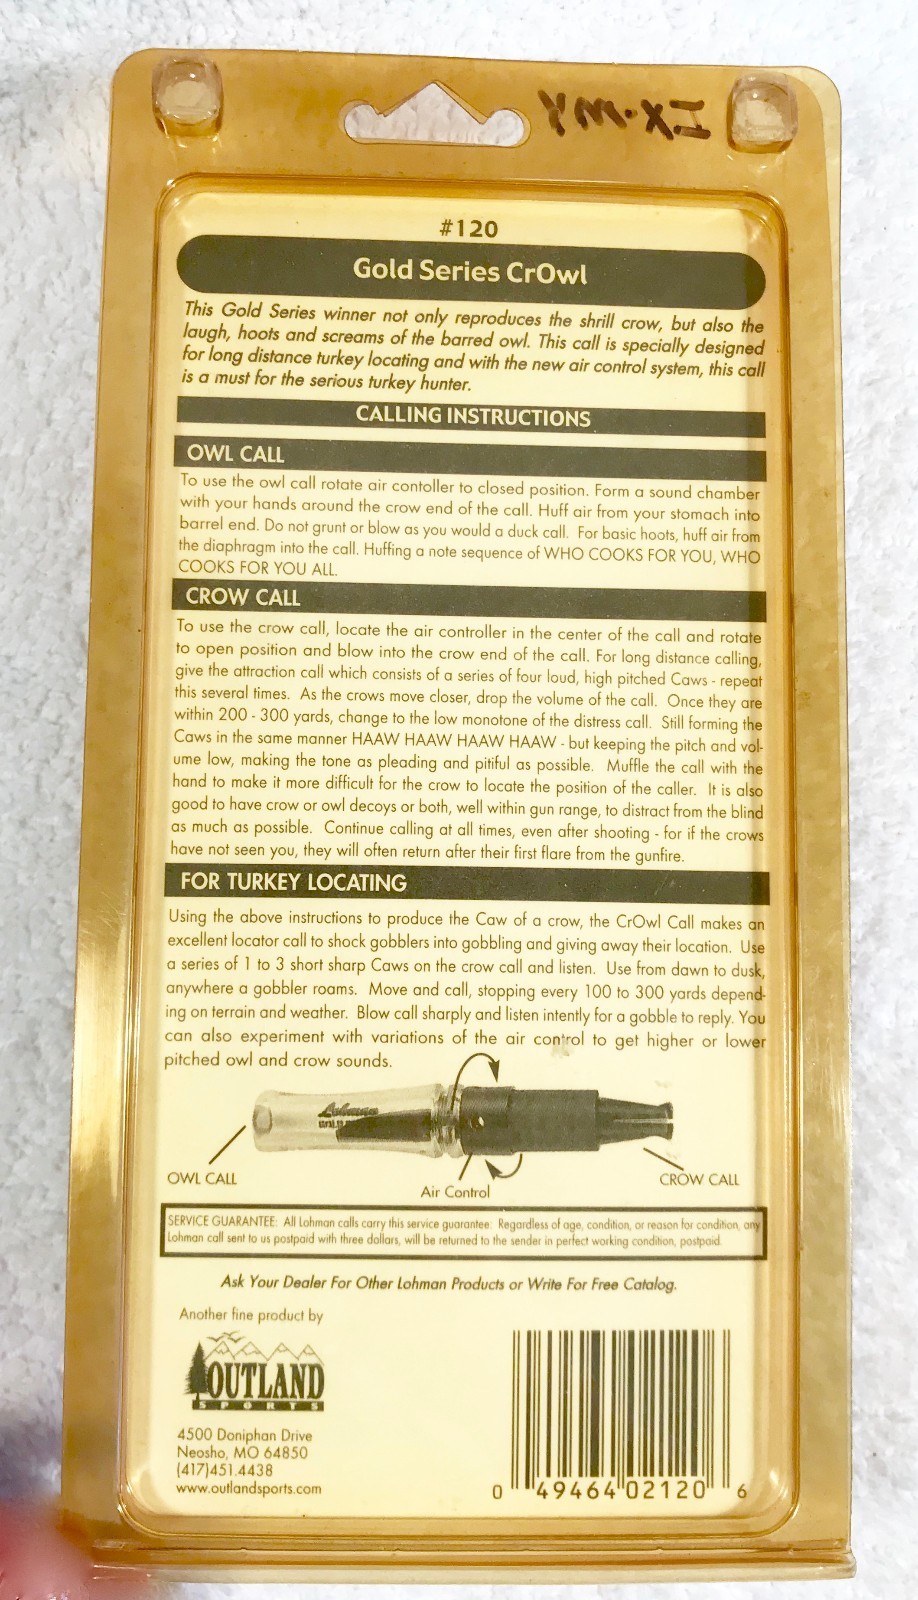 YM-XI
#120
Gold Series CrOwl
This Gold Series winner not only reproduces the shrill crow, but also the
laugh, hoots and screams of the barred owl. This call is specially designed
for long distance turkey locating and with the new air control system, this call
is a must for the serious turkey hunter.
CALLING INSTRUCTIONS
OWL CALL
To use the owl call rotate air contoller to closed position. Form a sound chamber
with your hands around the crow end of the call. Huff air from your stomach into
barrel end. Do not grunt or blow as you would a duck call. For basic hoots, huff air from
the diaphragm into the call. Huffing a note sequence of WHO COOKS FOR YOU, WHO
COOKS FOR YOU ALL.
CROW CALL
To use the crow call, locate the air controller in the center of the call and rotate
to open position and blow into the crow end of the call. For long distance calling,
give the attraction call which consists of a series of four loud, high pitched Caws - repeat
this several times. As the crows move closer, drop the volume of the call. Once they are
within 200 - 300 yards, change to the low monotone of the distress call. Still forming the
Caws in the same manner HAAW HAAW HAAW HAAW - but keeping the pitch and vol-
ume low, making the tone as pleading and pitiful as possible. Muffle the call with the
hand to make it more difficult for the crow to locate the position of the caller. It is also
good to have crow or owl decoys or both, well within gun range, to distract from the blind
as much as possible. Continue calling at all times, even after shooting - for if the crows
have not seen you, they will often return after their first flare from the gunfire.
FOR TURKEY LOCATING
Using the above instructions to produce the Caw of a crow, the CrOwl Call makes an
excellent locator call to shock gobblers into gobbling and giving away their location. Use
a series of 1 to 3 short sharp Caws on the crow call and listen. Use from dawn to dusk,
anywhere a gobbler roams. Move and call, stopping every 100 to 300 yards depend-
ing on terrain and weather. Blow call sharply and listen intently for a gobble to reply. You
can also experiment with variations of the air control to get higher or lower
pitched owl and crow sounds.
Lohman
OWL CALL
Air Control
CROW CALL
SERVICE GUARANTEE: All Lohman calls carry this service guarantee: Regardless of age, condition, or reason for condition, any
Lohman call sent to us postpaid with three dollars, will be returned to the sender in perfect working condition, postpaid.
Ask Your Dealer For Other Lohman Products or Write For Free Catalog.
Another fine product by
OUTLAND
SPORTS
4500 Doniphan Drive
Neosho, MO 64850
(417)451.4438
www.outlandsports.com
0 49464 02120 6